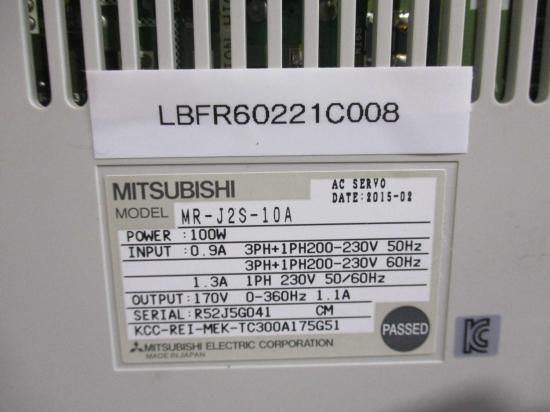 LBFR60221C008
MITSUBISHI
AC SERVO
DATE:2015-02
MODEL MR-J2S-10A
POWER :100W
INPUT :0.9A 3PH+1PH200-230V 50Hz
3PH+1PH200-230V 60Hz
1.3A 1PH 230V 50/60Hz
OUTPUT:170V 0-360Hz 1.1A
SERIAL:R52J5G041 CM
KCC-REI-MEK-TC300A175G51
PASSED
MITSUBISHI ELECTRIC CORPORATION
MADE IN JAPAN